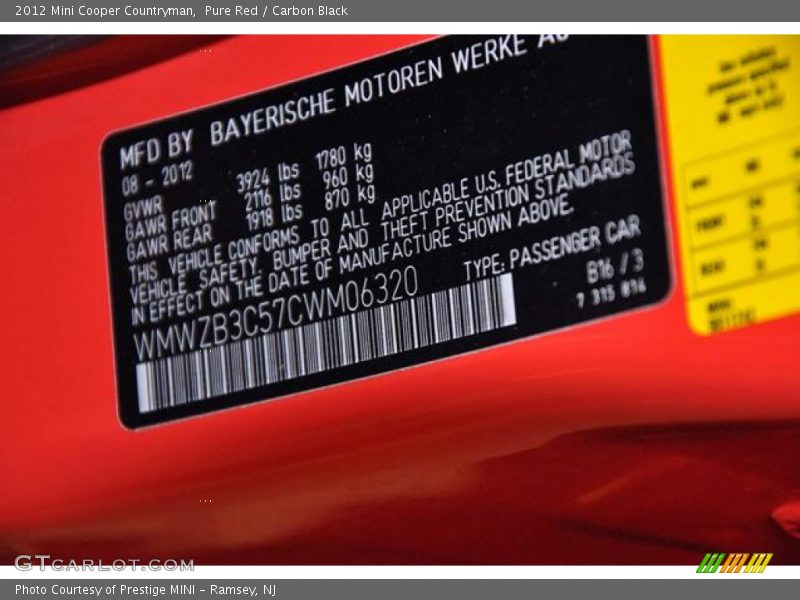 2012 Mini Cooper Countryman,  Pure Red / Carbon Black
MFD BY BAYERISCHE MOTOREN WERKE AG
08 - 2012
GVWR 3924 lbs 1780 kg
GAWR FRONT 2116 lbs 960 kg
GAWR REAR 1918 lbs 870 kg
THIS VEHICLE CONFORMS TO ALL APPLICABLE U.S. FEDERAL MOTOR
VEHICLE SAFETY, BUMPER AND THEFT PREVENTION STANDARDS
IN EFFECT ON THE DATE OF MANUFACTURE SHOWN ABOVE.
WMWZB3C57CWM06320 TYPE: PASSENGER CAR
B16 / 3
7 315 814
GTCARLOT.COM
Photo Courtesy of Prestige MINI - Ramsey, NJ